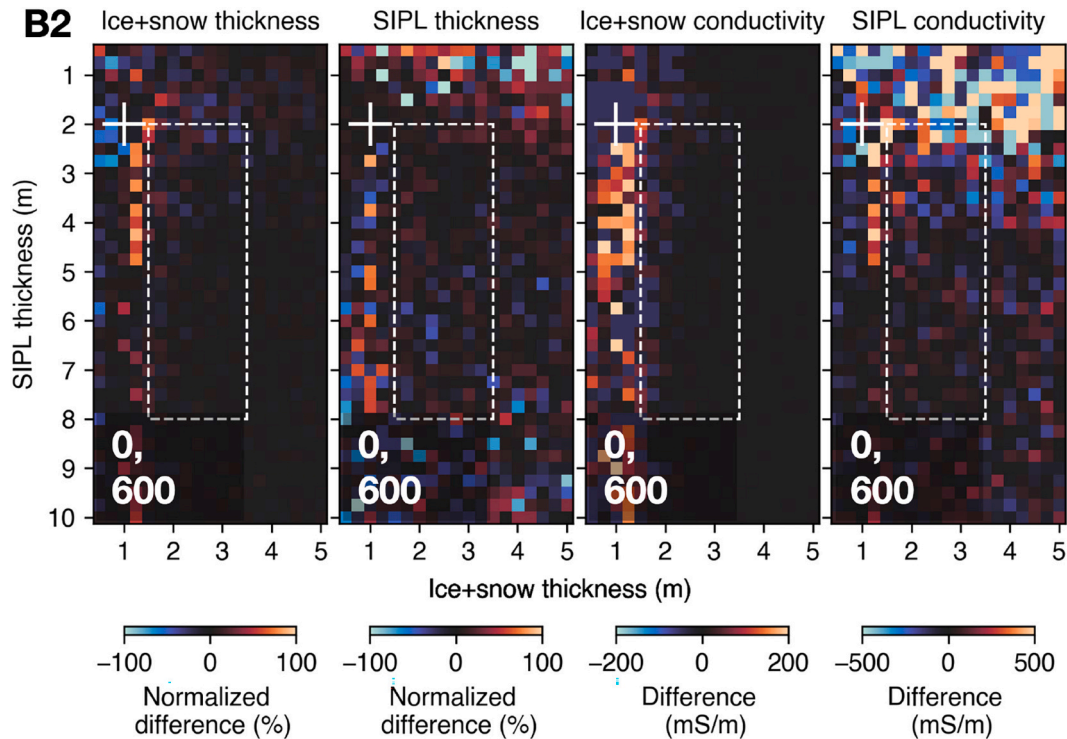 B2
Ice+snow thickness
SIPL thickness
Ice+snow conductivity
SIPL conductivity
SIPL thickness (m)
1
2
3
4
5
6
7
8
9
10
0,
600
0,
600
0,
600
0,
600
1 2 3 4 5
1 2 3 4 5
1 2 3 4 5
1 2 3 4 5
Ice+snow thickness (m)
−100 0 100
Normalized
difference (%)
−100 0 100
Normalized
difference (%)
−200 0 200
Difference
(mS/m)
−500 0 500
Difference
(mS/m)